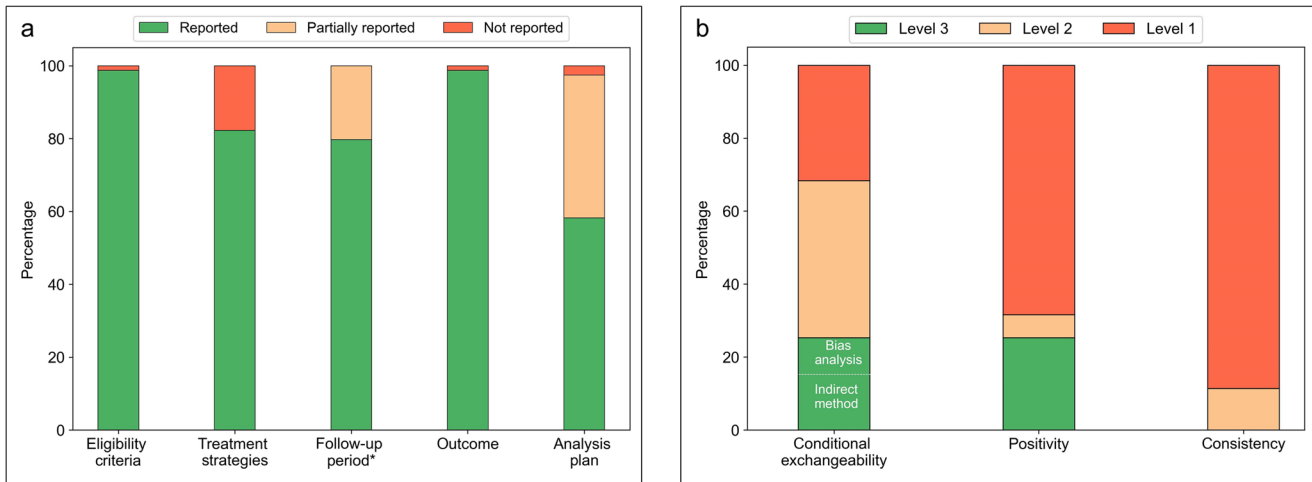 a
Reported
Partially reported
Not reported
Percentage
100
80
60
40
20
0
Eligibility
criteria
Treatment
strategies
Follow-up
period*
Outcome
Analysis
plan
b
Level 3
Level 2
Level 1
Percentage
100
80
60
40
20
0
Bias
analysis
Indirect
method
Conditional
exchangeability
Positivity
Consistency